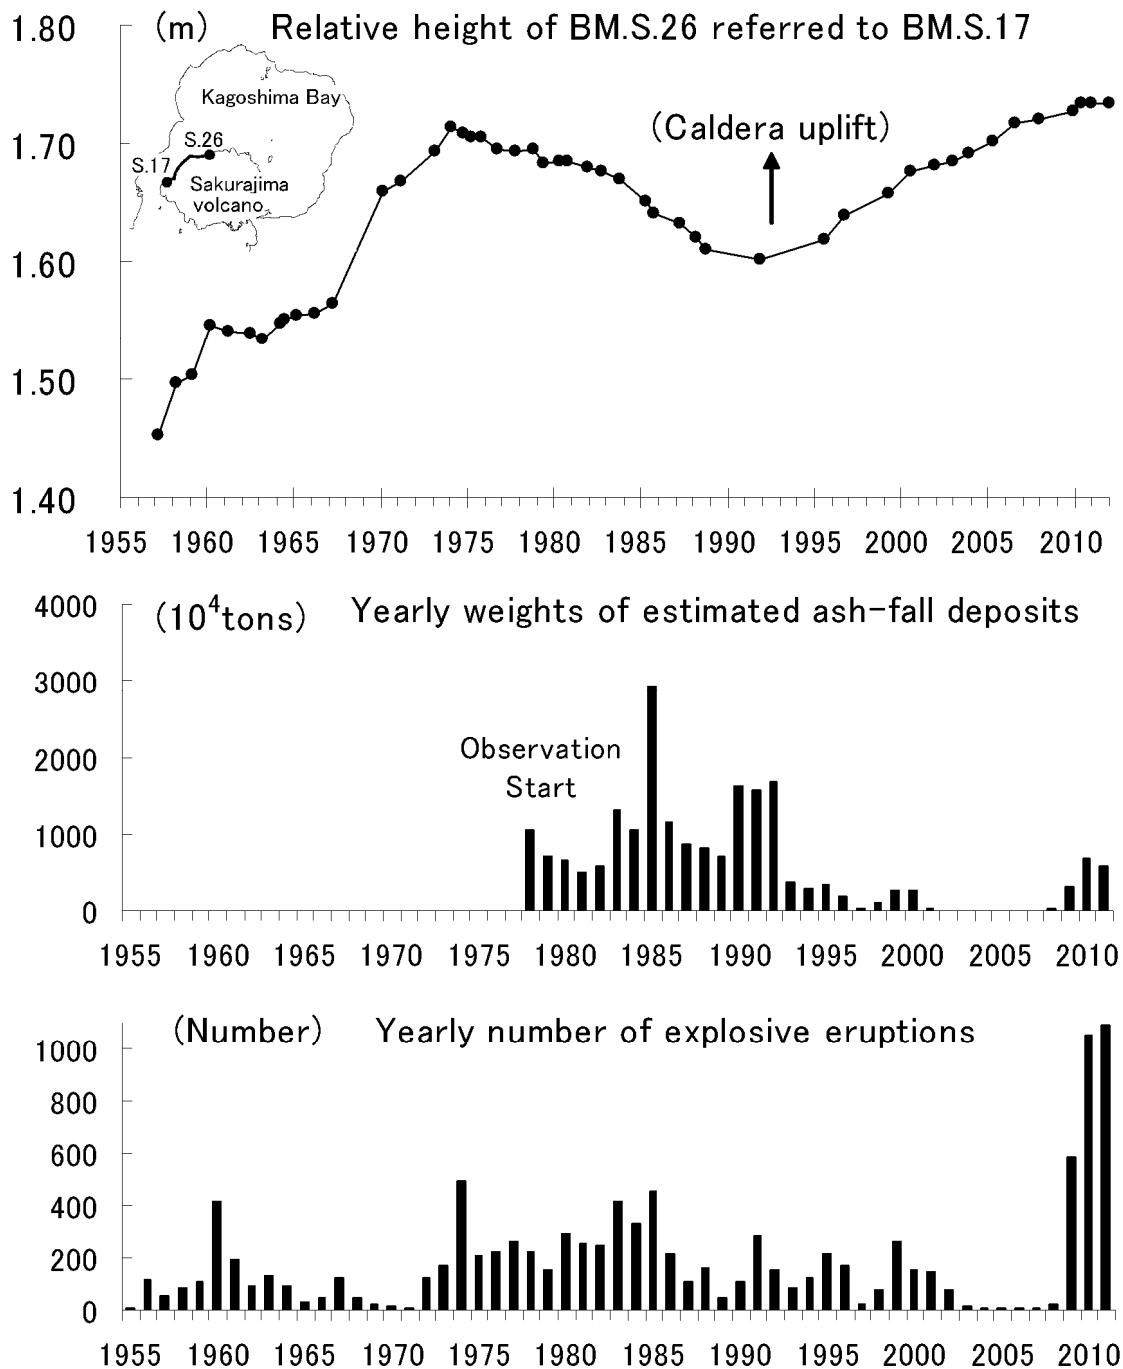 (m) Relative height of BM.S.26 referred to BM.S.17
1.80
1.70
1.60
1.50
1.40
Kagoshima Bay
S.26
S.17
Sakurajima
volcano
(Caldera uplift)
1955 1960 1965 1970 1975 1980 1985 1990 1995 2000 2005 2010
(10⁴tons) Yearly weights of estimated ash-fall deposits
4000
3000
2000
1000
0
Observation
Start
1955 1960 1965 1970 1975 1980 1985 1990 1995 2000 2005 2010
(Number) Yearly number of explosive eruptions
1000
800
600
400
200
0
1955 1960 1965 1970 1975 1980 1985 1990 1995 2000 2005 2010